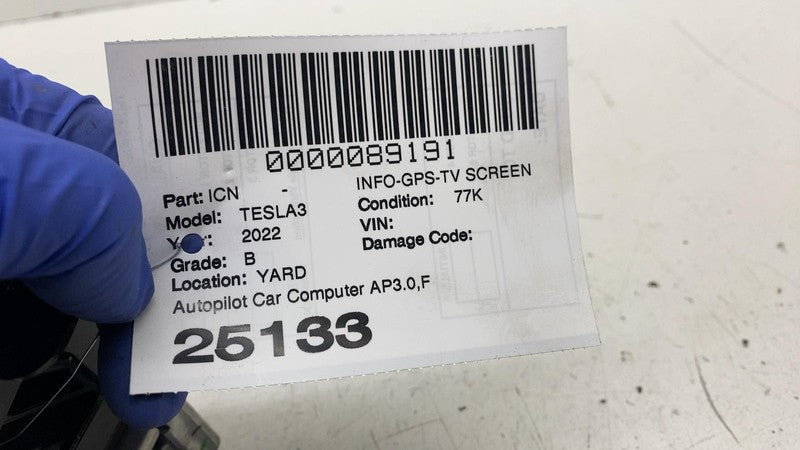 0000089191
Part: ICN - INFO-GPS-TV SCREEN
Model: TESLA3 Condition: 77K
2022 VIN:
Grade: B Damage Code:
Location: YARD
Autopilot Car Computer AP3.0,F
25133